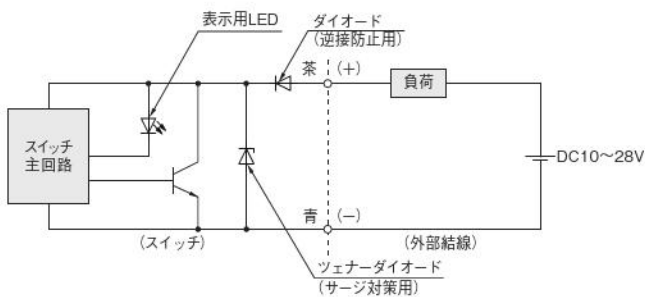 表示用LED
ダイオード
(逆接防止用)
茶 (+)
負荷
スイッチ
主回路
DC10～28V
青 (−)
(スイッチ)
(外部結線)
ツェナーダイオード
(サージ対策用)